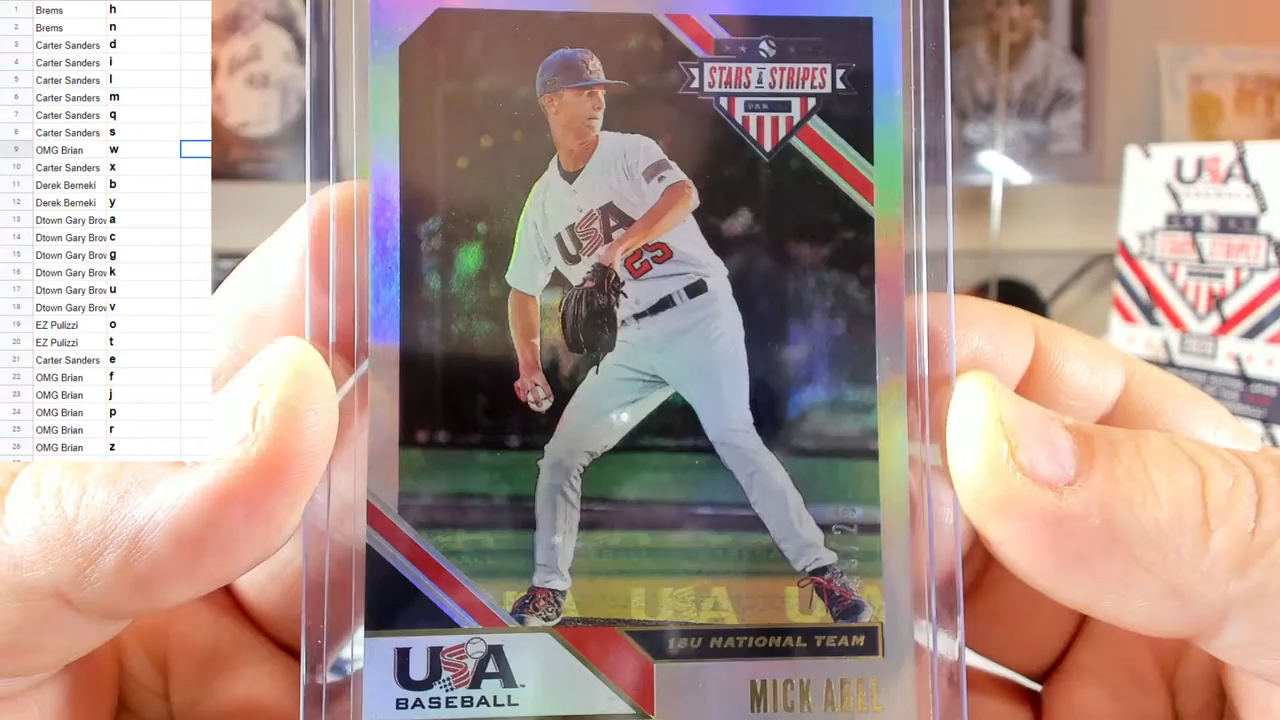 1 Brems h
2 Brems n
3 Carter Sanders d
4 Carter Sanders i
5 Carter Sanders l
6 Carter Sanders m
7 Carter Sanders q
8 Carter Sanders s
9 OMG Brian w
10 Carter Sanders x
11 Derek Berneki b
12 Derek Berneki y
13 Dtown Gary Brov a
14 Dtown Gary Brov c
15 Dtown Gary Brov g
16 Dtown Gary Brov k
17 Dtown Gary Brov u
18 Dtown Gary Brov v
19 EZ Pulizzi o
20 EZ Pulizzi t
21 Carter Sanders e
22 OMG Brian f
23 OMG Brian j
24 OMG Brian p
25 OMG Brian r
26 OMG Brian z
STARS & STRIPES
USA
25
USA
18U NATIONAL TEAM
USA
BASEBALL
MICK ABEL
USA
STARS & STRIPES